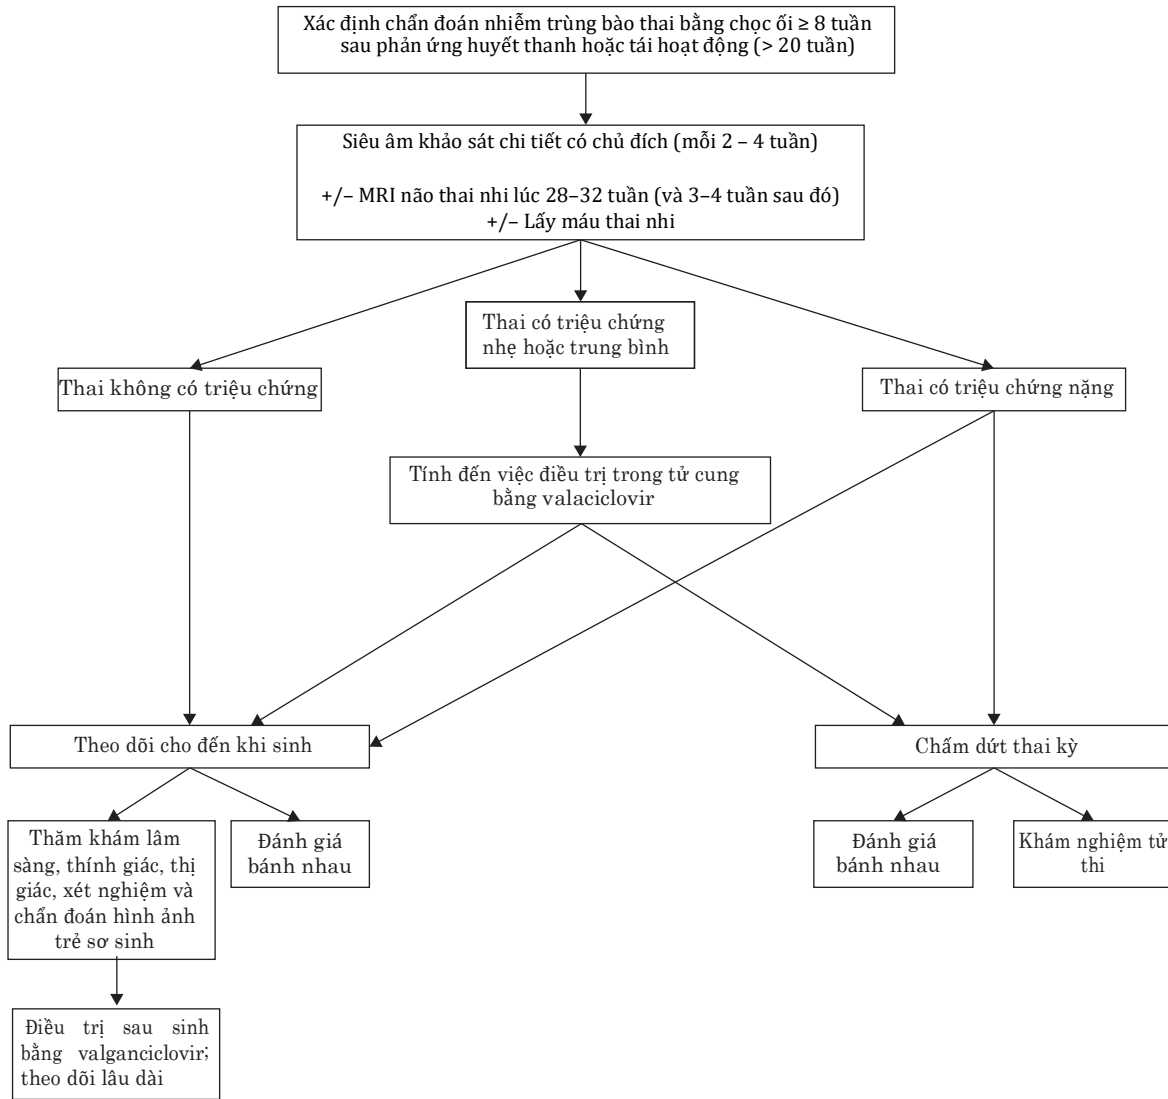 Xác định chẩn đoán nhiễm trùng bào thai bằng chọc ối ≥ 8 tuần
sau phản ứng huyết thanh hoặc tái hoạt động (> 20 tuần)
Siêu âm khảo sát chi tiết có chủ đích (mỗi 2 – 4 tuần)
+/– MRI não thai nhi lúc 28–32 tuần (và 3–4 tuần sau đó)
+/– Lấy máu thai nhi
Thai có triệu chứng
nhẹ hoặc trung bình
Thai không có triệu chứng
Thai có triệu chứng nặng
Tính đến việc điều trị trong tử cung
bằng valaciclovir
Theo dõi cho đến khi sinh
Chấm dứt thai kỳ
Thăm khám lâm
sàng, thính giác, thị
giác, xét nghiệm và
chẩn đoán hình ảnh
trẻ sơ sinh
Đánh giá
bánh nhau
Đánh giá
bánh nhau
Khám nghiệm tử
thi
Điều trị sau sinh
bằng valganciclovir;
theo dõi lâu dài